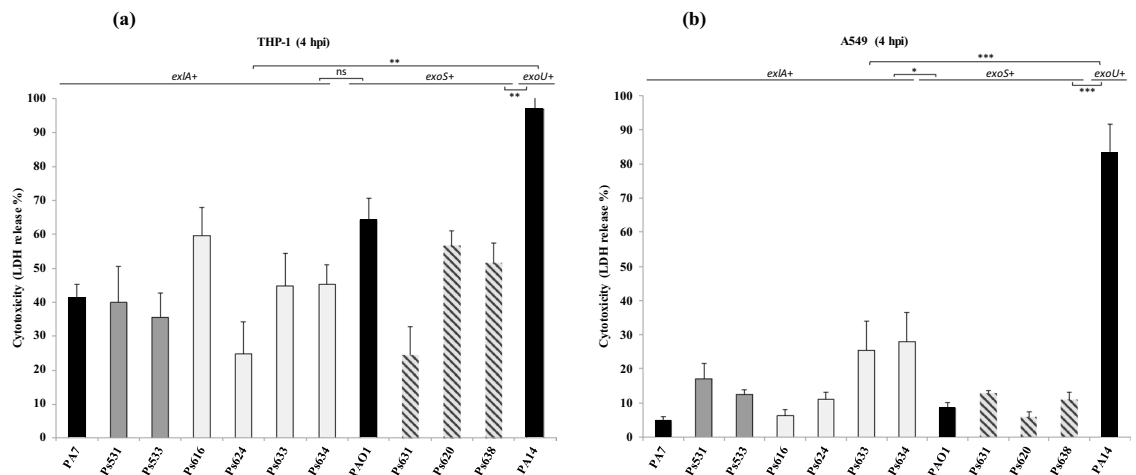 (a)
THP-1 (4 hpi)
**
ns
exlA+
exoS+
exoU+
**
100
90
80
70
60
50
40
30
20
10
0
Cytotoxicity (LDH release %)
PA7
Ps531
Ps533
Ps616
Ps624
Ps633
Ps634
PAO1
Ps631
Ps620
Ps638
PA14
(b)
A549 (4 hpi)
***
*
exlA+
exoS+
exoU+
***
100
90
80
70
60
50
40
30
20
10
0
Cytotoxicity (LDH release %)
PA7
Ps531
Ps533
Ps616
Ps624
Ps633
Ps634
PAO1
Ps631
Ps620
Ps638
PA14